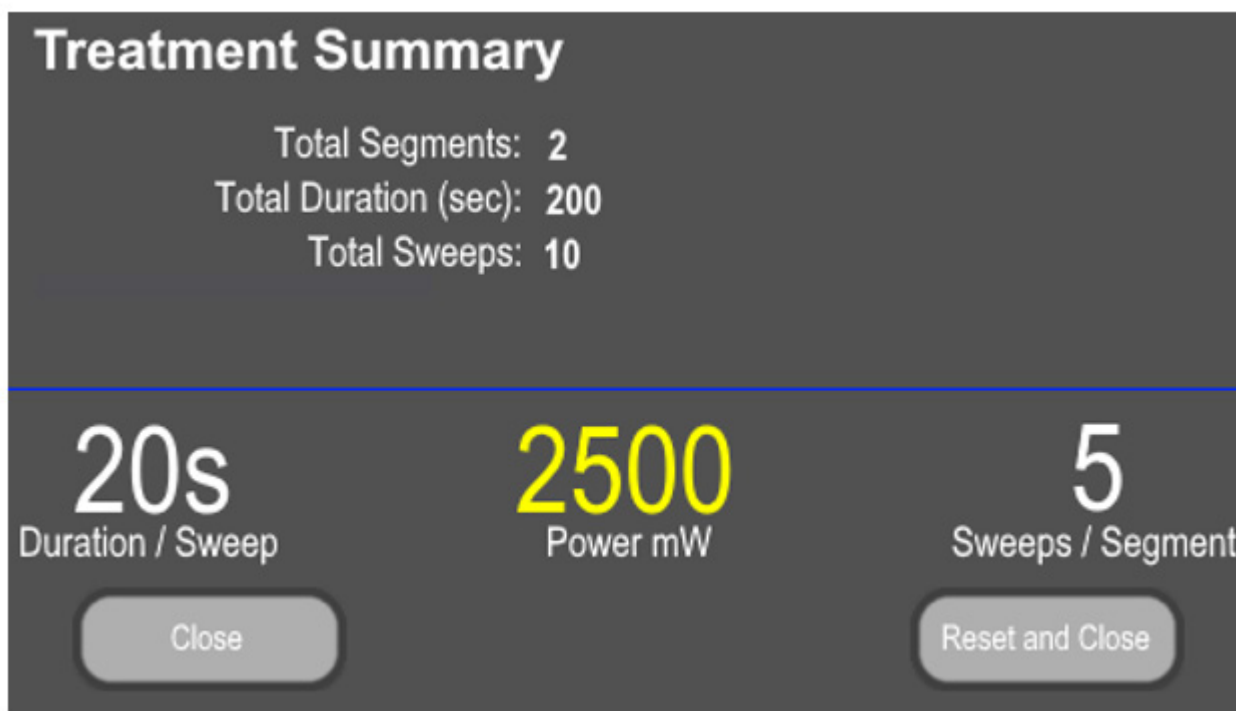 Treatment Summary
Total Segments: 2
Total Duration (sec): 200
Total Sweeps: 10
20s 2500 5
Duration / Sweep Power mW Sweeps / Segment
Close Reset and Close